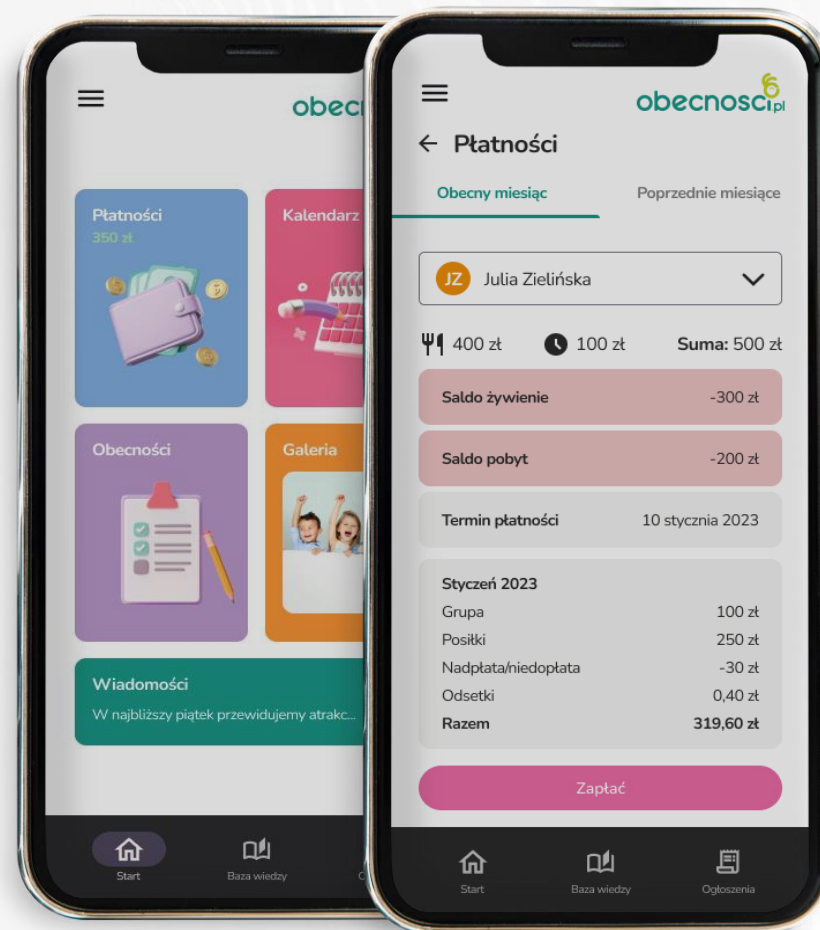 obec
Płatności
350 zł
Kalendarz
Obecności
Galeria
Wiadomości
W najbliższy piątek przewidujemy atrakc...
Start
Baza wiedzy
obecnosci.pl
← Płatności
Obecny miesiąc
Poprzednie miesiące
JZ Julia Zielińska
400 zł 100 zł Suma: 500 zł
Saldo żywienie -300 zł
Saldo pobyt -200 zł
Termin płatności 10 stycznia 2023
Styczeń 2023
Grupa 100 zł
Posiłki 250 zł
Nadpłata/niedopłata -30 zł
Odsetki 0,40 zł
Razem 319,60 zł
Zapłać
Start
Baza wiedzy
Ogłoszenia